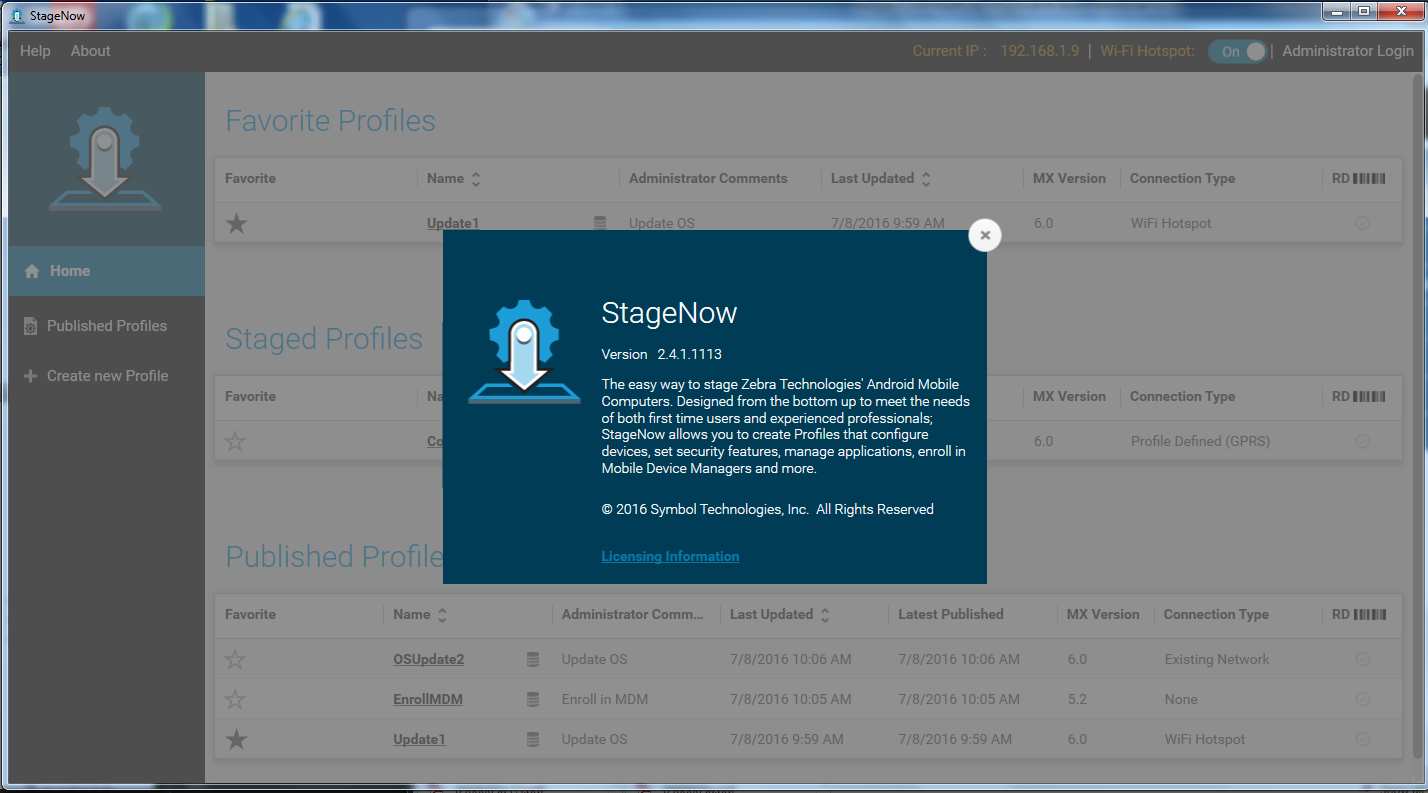 StageNow
Help About Current IP : 192.168.1.9 | Wi-Fi Hotspot: On | Administrator Login
Favorite Profiles
Favorite Name Administrator Comments Last Updated MX Version Connection Type RD
Update1 Update OS 7/8/2016 9:59 AM 6.0 WiFi Hotspot
Home
Published Profiles
Create new Profile
Staged Profiles
Favorite Na MX Version Connection Type RD
Co 6.0 Profile Defined (GPRS)
StageNow
Version 2.4.1.1113
The easy way to stage Zebra Technologies' Android Mobile
Computers. Designed from the bottom up to meet the needs
of both first time users and experienced professionals;
StageNow allows you to create Profiles that configure
devices, set security features, manage applications, enroll in
Mobile Device Managers and more.
© 2016 Symbol Technologies, Inc. All Rights Reserved
Licensing Information
Published Profile
Favorite Name Administrator Comm... Last Updated Latest Published MX Version Connection Type RD
OSUpdate2 Update OS 7/8/2016 10:06 AM 7/8/2016 10:06 AM 6.0 Existing Network
EnrollMDM Enroll in MDM 7/8/2016 10:05 AM 7/8/2016 10:05 AM 5.2 None
Update1 Update OS 7/8/2016 9:59 AM 7/8/2016 9:59 AM 6.0 WiFi Hotspot